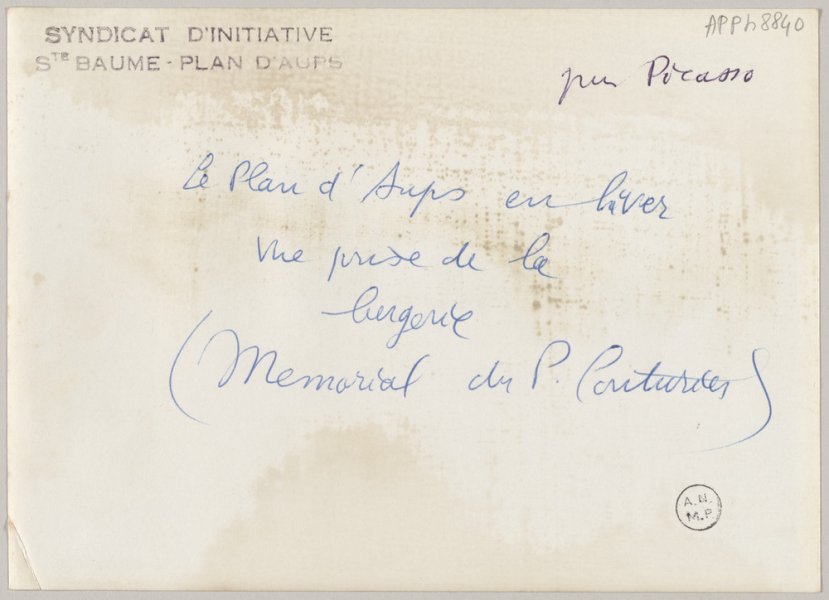 SYNDICAT D'INITIATIVE
STE BAUME - PLAN D'AUPS
APPH8840
pr Picasso
Le Plan d'Aups en hiver
vue prise de la
bergerie
(Memorial du P. Couturier)
A.N.
M.P.